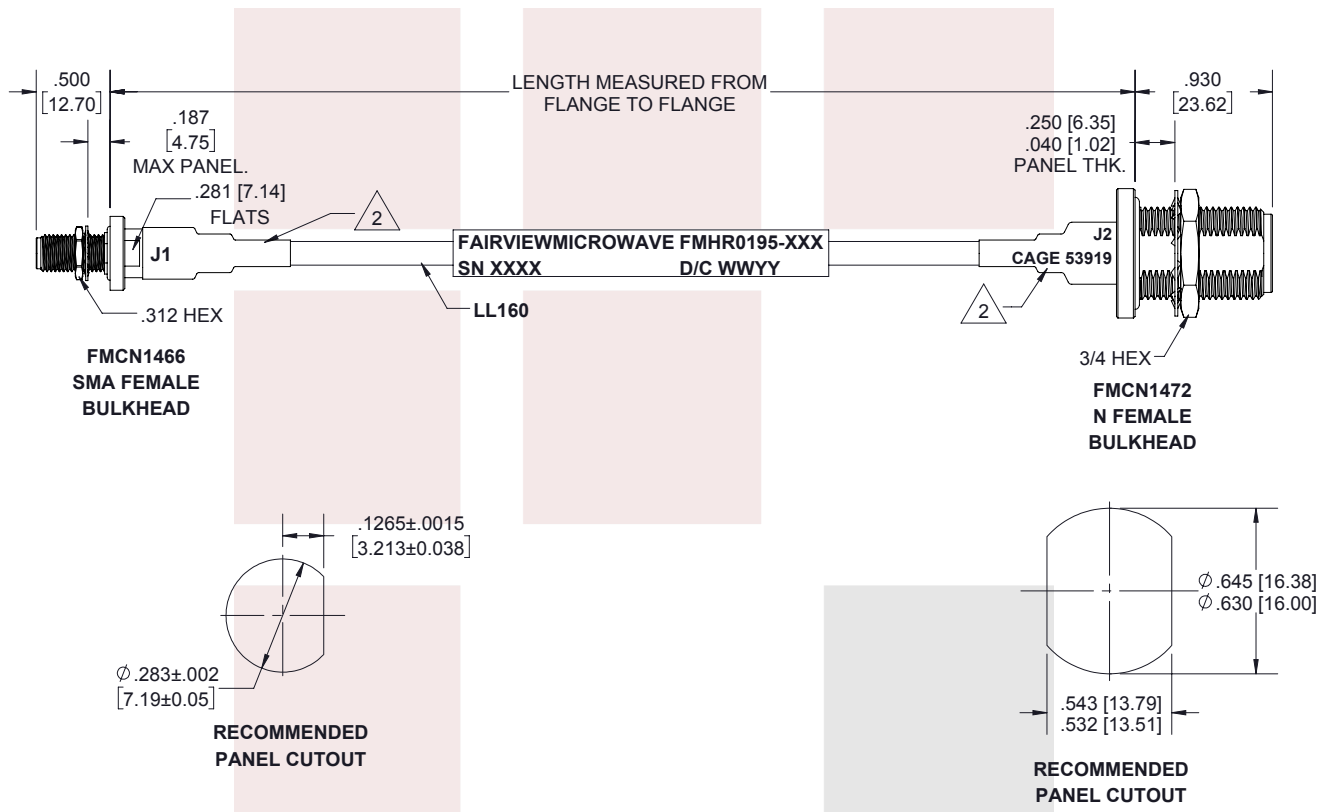 .500
[12.70]
LENGTH MEASURED FROM
FLANGE TO FLANGE
.930
[23.62]
.187
[4.75]
MAX PANEL.
.250 [6.35]
.040 [1.02]
PANEL THK.
.281 [7.14]
FLATS
2
J1
FAIRVIEWMICROWAVE FMHR0195-XXX
SN XXXX D/C WWYY
J2
CAGE 53919
2
.312 HEX
LL160
FMCN1466
SMA FEMALE
BULKHEAD
3/4 HEX
FMCN1472
N FEMALE
BULKHEAD
.1265±.0015
[3.213±0.038]
∅ .283±.002
[7.19±0.05]
RECOMMENDED
PANEL CUTOUT
∅ .645 [16.38]
∅ .630 [16.00]
.543 [13.79]
.532 [13.51]
RECOMMENDED
PANEL CUTOUT